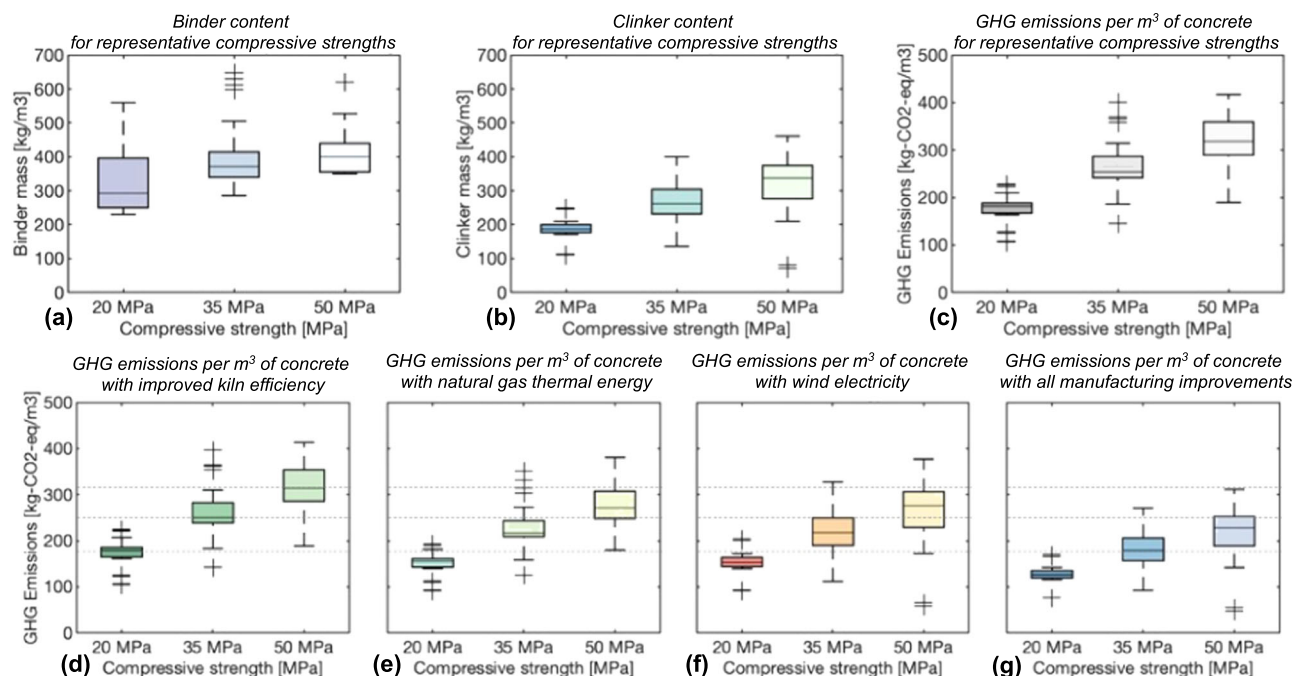 Binder content
for representative compressive strengths
Clinker content
for representative compressive strengths
GHG emissions per m³ of concrete
for representative compressive strengths
Binder mass [kg/m3]
700
600
500
400
300
200
100
0
20 MPa 35 MPa 50 MPa
(a) Compressive strength [MPa]
Clinker mass [kg/m3]
700
600
500
400
300
200
100
0
20 MPa 35 MPa 50 MPa
(b) Compressive strength [MPa]
GHG Emissions [kg-CO2-eq/m3]
500
400
300
200
100
0
20 MPa 35 MPa 50 MPa
(c) Compressive strength [MPa]
GHG emissions per m³ of concrete
with improved kiln efficiency
GHG emissions per m³ of concrete
with natural gas thermal energy
GHG emissions per m³ of concrete
with wind electricity
GHG emissions per m³ of concrete
with all manufacturing improvements
GHG Emissions [kg-CO2-eq/m3]
500
400
300
200
100
0
20 MPa 35 MPa 50 MPa
(d) Compressive strength [MPa]
20 MPa 35 MPa 50 MPa
(e) Compressive strength [MPa]
20 MPa 35 MPa 50 MPa
(f) Compressive strength [MPa]
20 MPa 35 MPa 50 MPa
(g) Compressive strength [MPa]